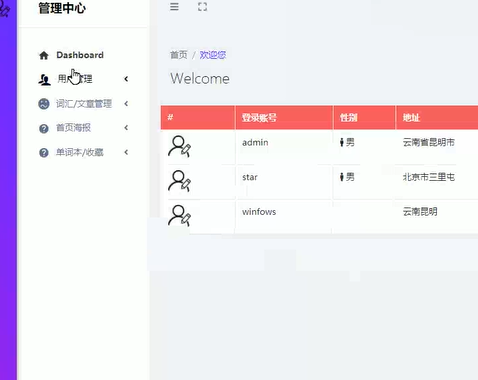 管理中心
Dashboard
用户管理
词汇/文章管理
首页海报
单词本/收藏
首页 / 欢迎您
Welcome
# 登录账号 性别 地址
admin 男 云南省昆明市
star 男 北京市三里屯
winfows 云南昆明